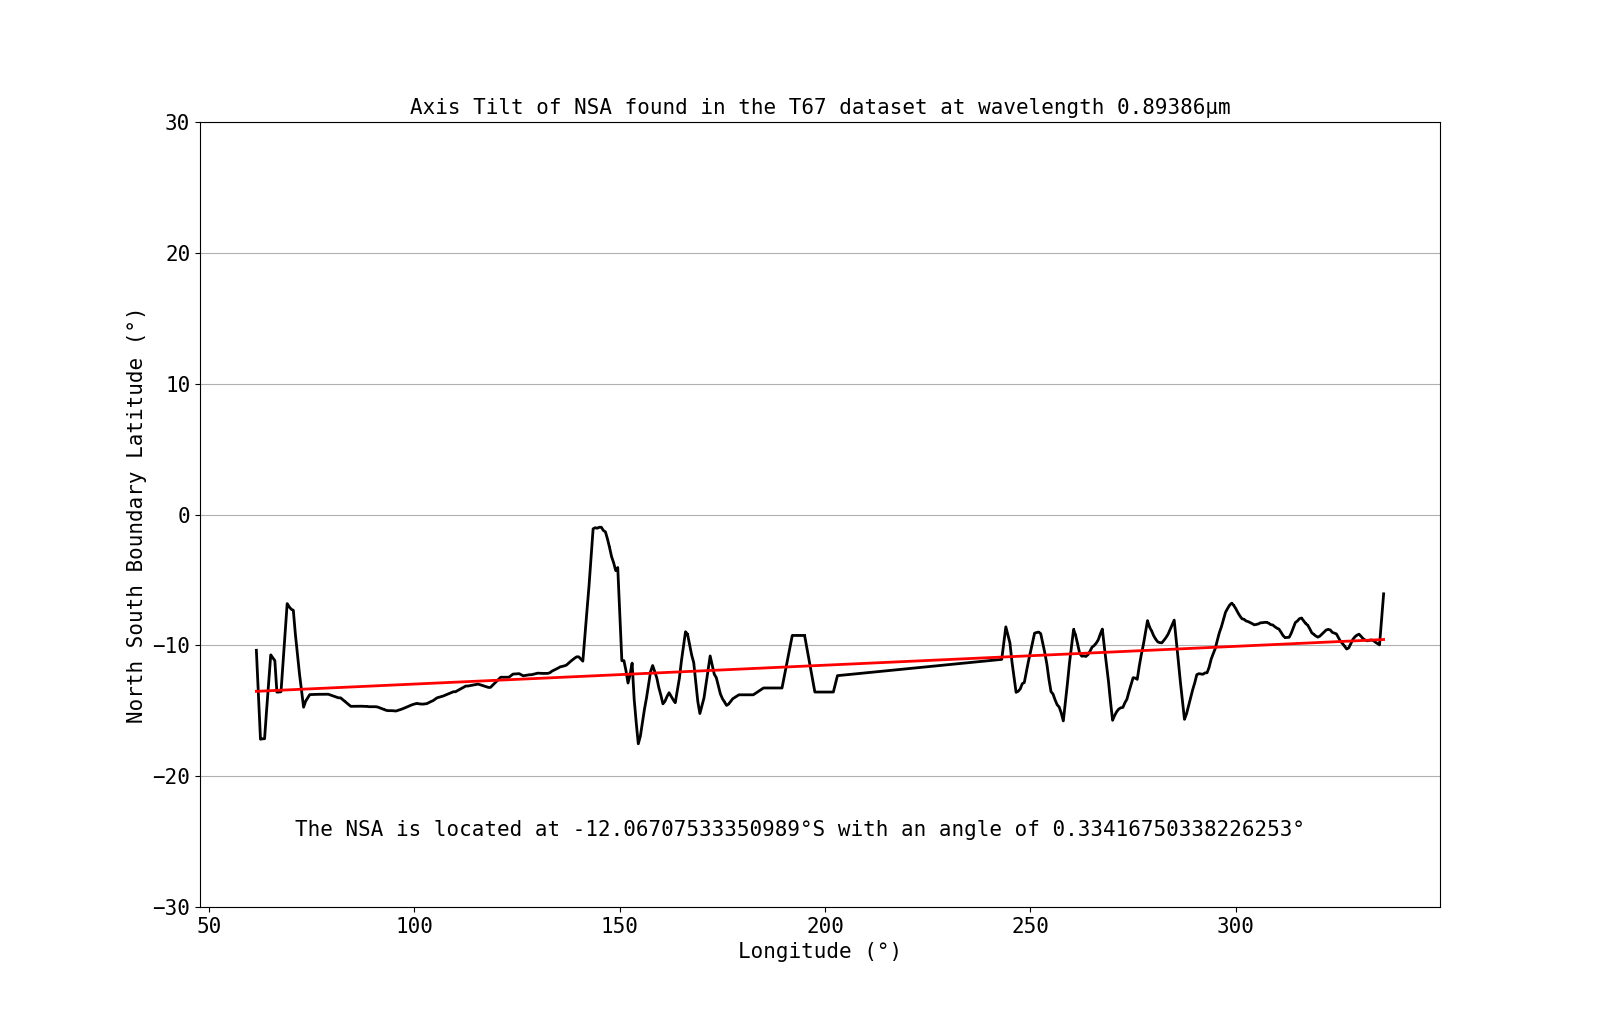 Axis Tilt of NSA found in the T67 dataset at wavelength 0.89386μm
30
20
10
0
−10
−20
−30
North South Boundary Latitude (°)
The NSA is located at -12.06707533350989°S with an angle of 0.33416750338226253°
50 100 150 200 250 300
Longitude (°)